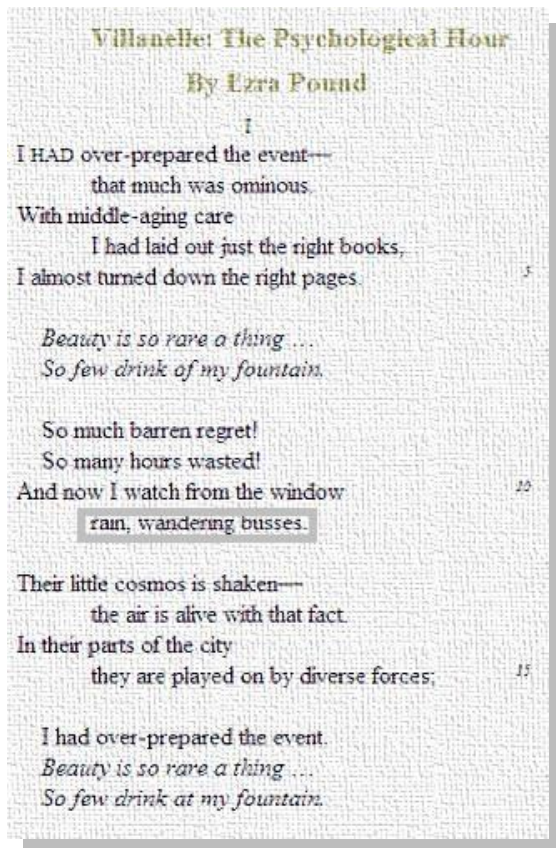 Villanelle: The Psychological Hour
By Ezra Pound
I
I HAD over-prepared the event—
that much was ominous.
With middle-aging care
I had laid out just the right books,
I almost turned down the right pages. 5
Beauty is so rare a thing …
So few drink of my fountain.
So much barren regret!
So many hours wasted!
And now I watch from the window 10
rain, wandering busses.
Their little cosmos is shaken—
the air is alive with that fact.
In their parts of the city
they are played on by diverse forces; 15
I had over-prepared the event.
Beauty is so rare a thing …
So few drink at my fountain.